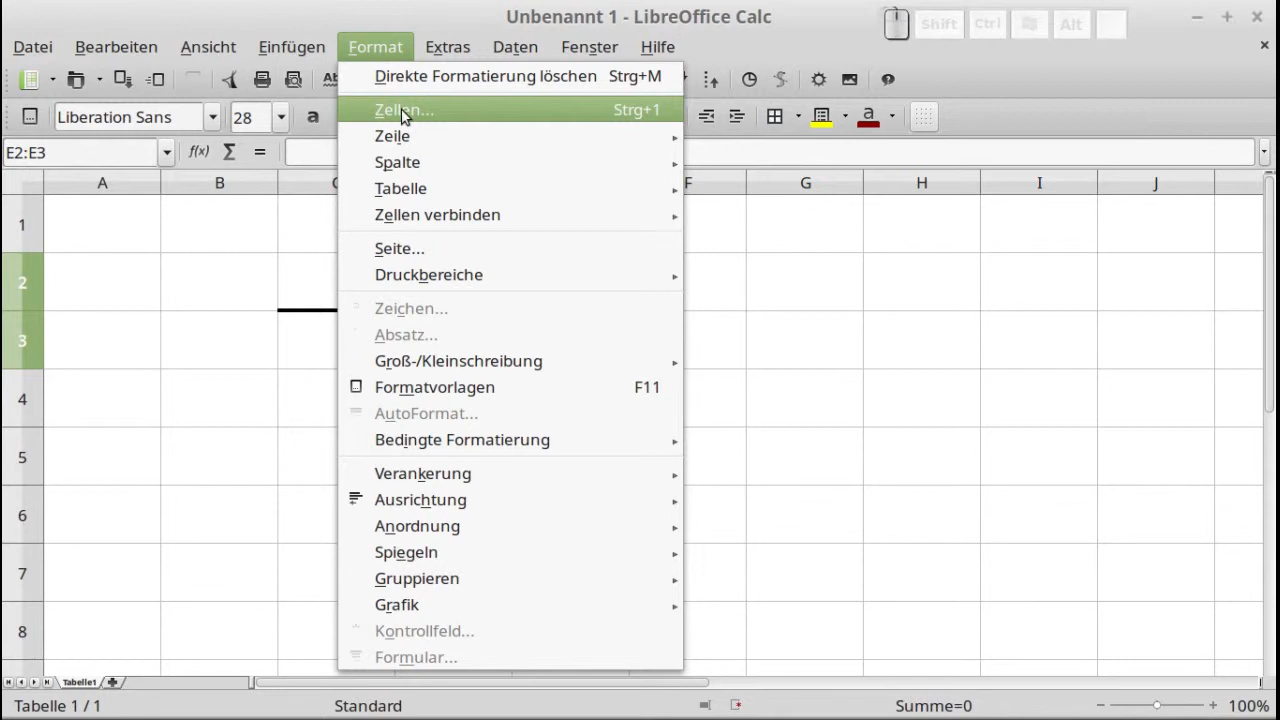 Unbenannt 1 - LibreOffice Calc
Shift Ctrl Alt
Datei Bearbeiten Ansicht Einfügen Format Extras Daten Fenster Hilfe
Direkte Formatierung löschen Strg+M
Zellen... Strg+1
Liberation Sans 28 a a
Zeile
E2:E3 f(x) Σ =
Spalte
A B C F G H I J
Tabelle
1
Zellen verbinden
Seite...
Druckbereiche
2
Zeichen...
Absatz...
3
Groß-/Kleinschreibung
Formatvorlagen F11
4
AutoFormat...
Bedingte Formatierung
5
Verankerung
Ausrichtung
6
Anordnung
Spiegeln
7
Gruppieren
Grafik
8
Kontrollfeld...
Formular...
Tabelle1
Tabelle 1 / 1 Standard Summe=0 100%